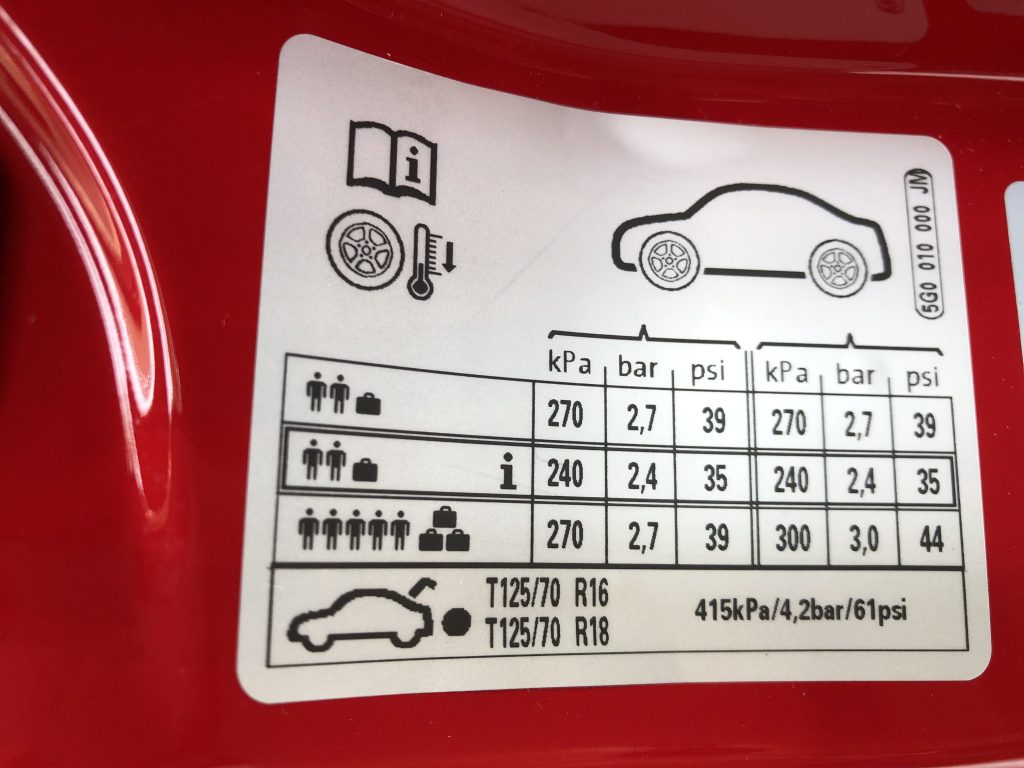 i
5G0 010 000 JM
kPa bar psi kPa bar psi
270 2,7 39 270 2,7 39
i 240 2,4 35 240 2,4 35
270 2,7 39 300 3,0 44
T125/70 R16
T125/70 R18
415kPa/4,2bar/61psi